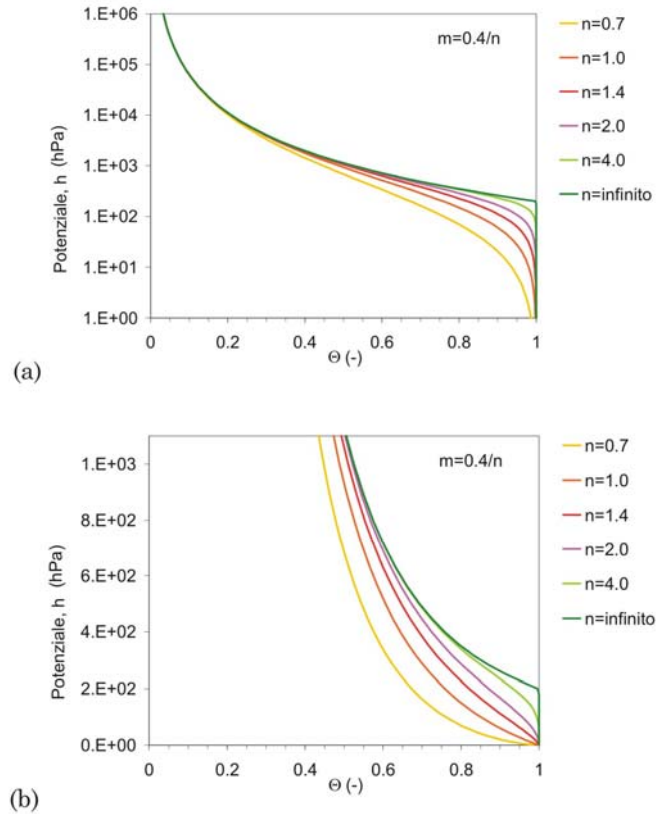 1.E+06
1.E+05
1.E+04
1.E+03
1.E+02
1.E+01
1.E+00
Potenziale, h (hPa)
m=0.4/n
0
0.2
0.4
0.6
0.8
1
Θ (-)
n=0.7
n=1.0
n=1.4
n=2.0
n=4.0
n=infinito
(a)
1.E+03
8.E+02
6.E+02
4.E+02
2.E+02
0.E+00
Potenziale, h (hPa)
m=0.4/n
0
0.2
0.4
0.6
0.8
1
Θ (-)
n=0.7
n=1.0
n=1.4
n=2.0
n=4.0
n=infinito
(b)